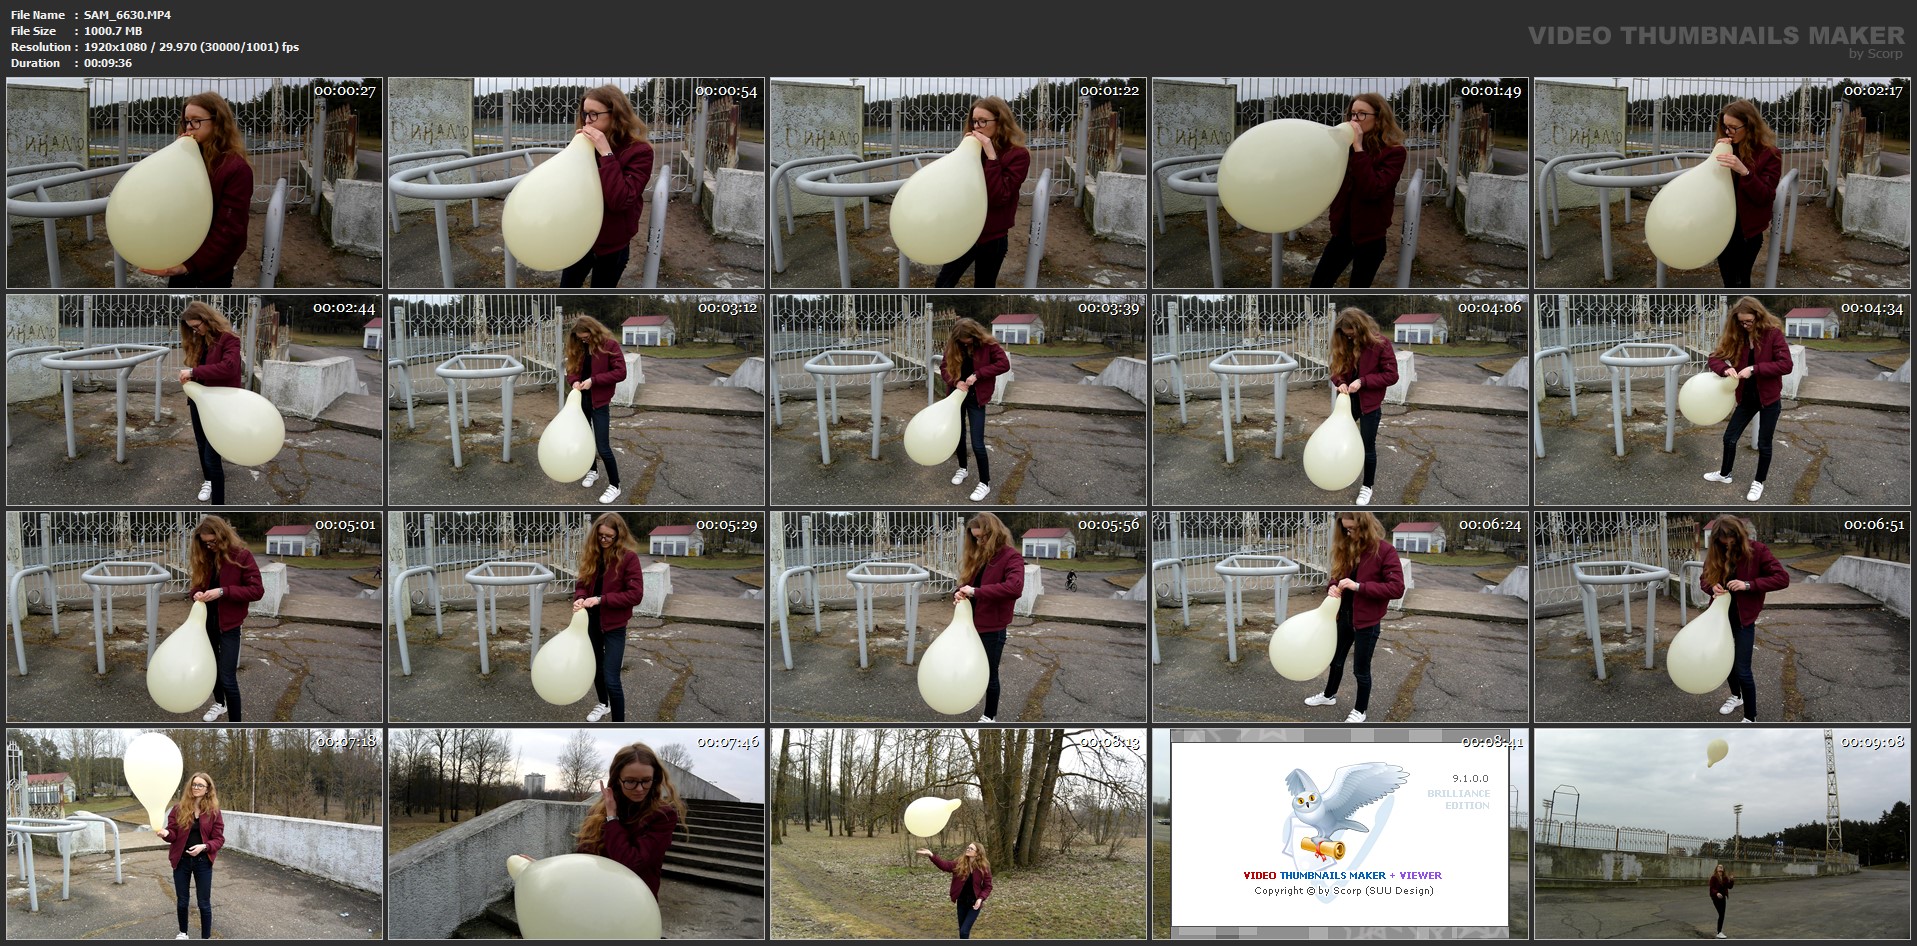 File Name : SAM_6630.MP4
File Size : 1000.7 MB
Resolution : 1920x1080 / 29.970 (30000/1001) fps
Duration : 00:09:36
VIDEO THUMBNAILS MAKER
by Scorp
00:00:27
00:00:54
00:01:22
00:01:49
00:02:17
00:02:44
00:03:12
00:03:39
00:04:06
00:04:34
00:05:01
00:05:29
00:05:56
00:06:24
00:06:51
00:07:18
00:07:46
00:08:13
00:08:41
9.1.0.0
BRILLIANCE
EDITION
VIDEO THUMBNAILS MAKER + VIEWER
Copyright © by Scorp (SUU Design)
00:09:08